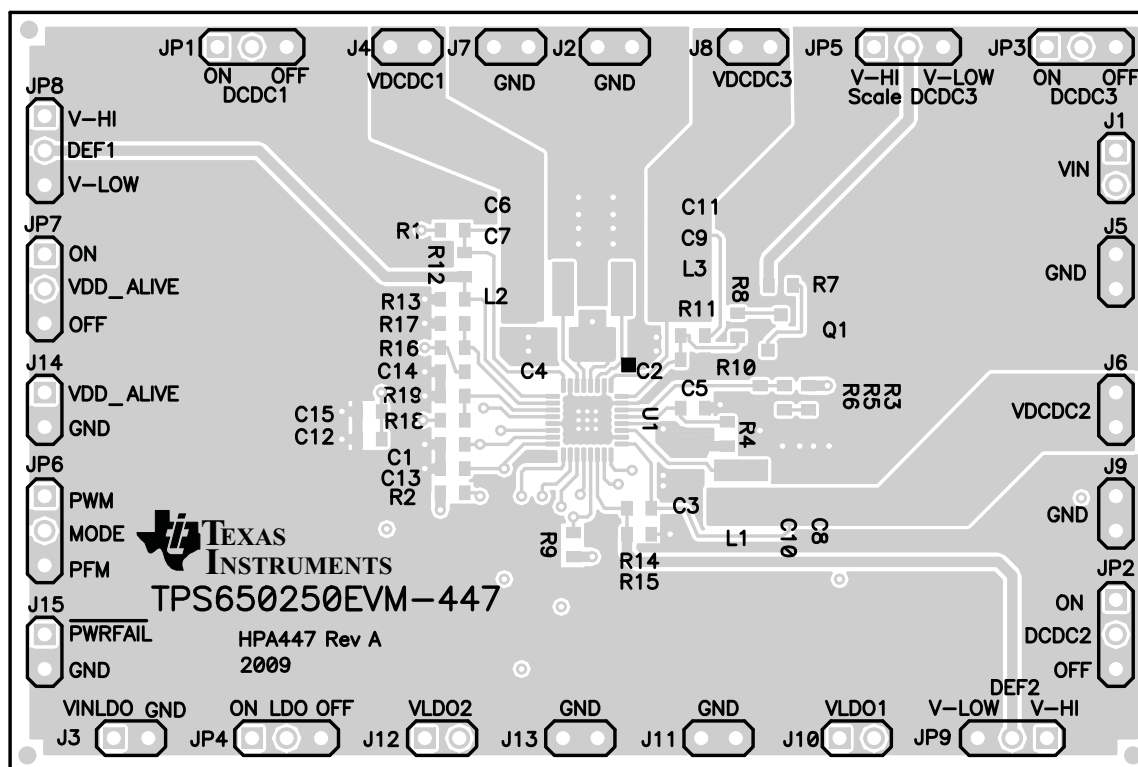 JP1
J4
J7
J2
J8
JP5
JP3
ON OFF
DCDC1
VDCDC1
GND
GND
VDCDC3
V-HI V-LOW
Scale DCDC3
ON OFF
DCDC3
JP8
V-HI
DEF1
V-LOW
J1
VIN
JP7
ON
VDD_ALIVE
OFF
J5
GND
J14
VDD_ALIVE
GND
J6
VDCDC2
JP6
PWM
MODE
PFM
J9
GND
J15
PWRFAIL
GND
JP2
ON
DCDC2
OFF
C6
R1
C7
R12
L2
R13
R17
R16
C14
R19
R18
C15
C12
C1
C13
R2
C4
C2
C11
C9
L3
R8
R7
R11
Q1
R10
C5
U1
R4
R6
R5
R3
C3
L1
C10
C8
R9
R14
R15
TEXAS
INSTRUMENTS
TPS650250EVM-447
HPA447 Rev A
2009
VINLDO GND
J3
ON LDO OFF
JP4
VLDO2
J12
GND
J13
GND
J11
VLDO1
J10
DEF2
V-LOW V-HI
JP9